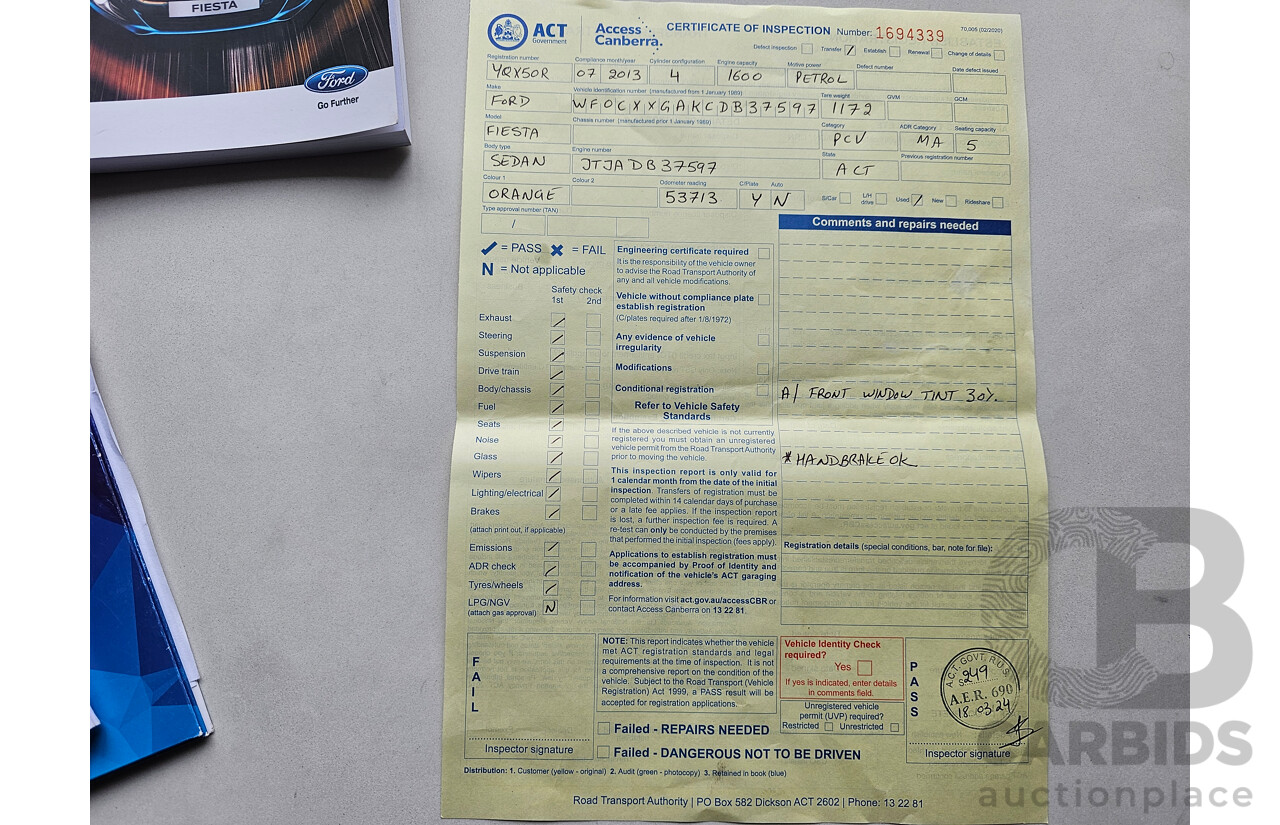 FIESTA
Ford
Go Further
ACT Government
Access Canberra.
CERTIFICATE OF INSPECTION Number: 1694339
70.005 (02/2020)
Defect Inspection Transfer / Establish Renewal Change of details
Registration number Compliance month/year Cylinder configuration Engine capacity Motive power Defect number Date defect issued
YRX50R 07 2013 4 1600 PETROL
Make Vehicle identification number (manufactured from 1 January 1989) Tare weight GVM GCM
FORD WF0CXXGAKCDB37597 1172
Model Chassis number (manufactured prior 1 January 1989) Category ADR Category Seating capacity
FIESTA PCV MA 5
Body type Engine number State Previous registration number
SEDAN JTJADB37597 ACT
Colour 1 Colour 2 Odometer reading C/Plate Auto
ORANGE 53713 Y N
S/Car L/H drive Used / New Rideshare
Type approval number (TAN)
/
Comments and repairs needed
✓ = PASS ✖ = FAIL
N = Not applicable
Safety check
1st 2nd
Exhaust /
Steering /
Suspension /
Drive train /
Body/chassis /
Fuel /
Seats /
Noise /
Glass /
Wipers /
Lighting/electrical /
Brakes /
(attach print out, if applicable)
Emissions /
ADR check /
Tyres/wheels /
LPG/NGV N
(attach gas approval)
Engineering certificate required
It is the responsibility of the vehicle owner
to advise the Road Transport Authority of
any and all vehicle modifications.
Vehicle without compliance plate
establish registration
(C/plates required after 1/8/1972)
Any evidence of vehicle
irregularity
Modifications
Conditional registration
Refer to Vehicle Safety
Standards
If the above described vehicle is not currently
registered you must obtain an unregistered
vehicle permit from the Road Transport Authority
prior to moving the vehicle.
This inspection report is only valid for
1 calendar month from the date of the initial
inspection. Transfers of registration must be
completed within 14 calendar days of purchase
or a late fee applies. If the inspection report
is lost, a further inspection fee is required. A
re-test can only be conducted by the premises
that performed the initial inspection (fees apply).
Applications to establish registration must
be accompanied by Proof of Identity and
notification of the vehicle's ACT garaging
address.
For information visit act.gov.au/accessCBR or
contact Access Canberra on 13 22 81.
A/ FRONT WINDOW TINT 30%.
* HANDBRAKE OK
Registration details (special conditions, bar, note for file):
FAIL
Inspector signature
NOTE: This report indicates whether the vehicle
met ACT registration standards and legal
requirements at the time of inspection. It is not
a comprehensive report on the condition of the
vehicle. Subject to the Road Transport (Vehicle
Registration) Act 1999, a PASS result will be
accepted for registration applications.
Failed - REPAIRS NEEDED
Failed - DANGEROUS NOT TO BE DRIVEN
Vehicle Identity Check
required?
Yes
If yes is indicated, enter details
in comments field.
Unregistered vehicle
permit (UVP) required?
Restricted Unrestricted
PASS
A.C.T. GOVT. R.U.S.
249
A.E.R. 690
18.03.24
Inspector signature
Distribution: 1. Customer (yellow - original) 2. Audit (green - photocopy) 3. Retained in book (blue)
Road Transport Authority | PO Box 582 Dickson ACT 2602 | Phone: 13 22 81
CARBIDS
auctionplace